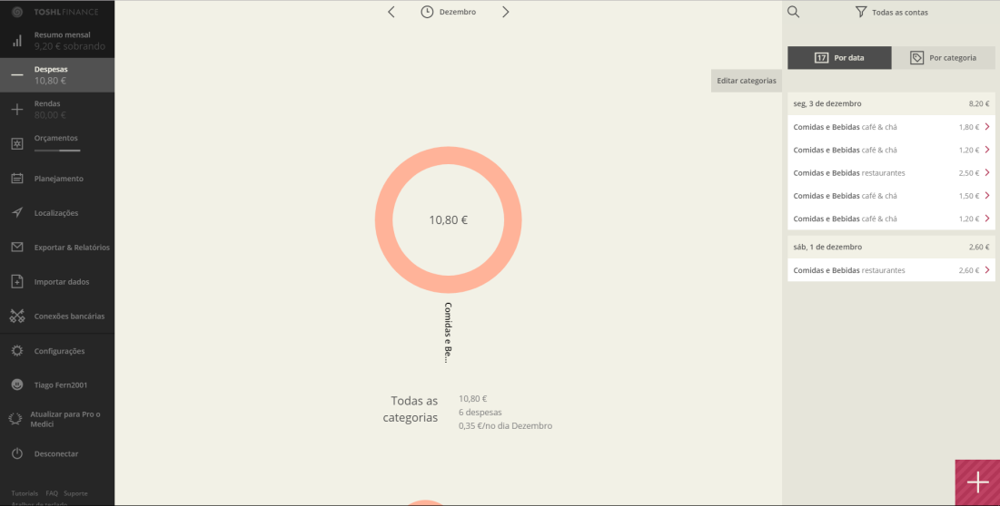 TOSHLFINANCE
Resumo mensal
9,20 € sobrando
Despesas
10,80 €
Rendas
80,00 €
Orçamentos
Planejamento
Localizações
Exportar & Relatórios
Importar dados
Conexões bancárias
Configurações
Tiago Fern2001
Atualizar para Pro o
Medici
Desconectar
Tutorials FAQ Suporte
Atalhos de teclado
Dezembro
Editar categorias
10,80 €
Comidas e Be...
Todas as
categorias
10,80 €
6 despesas
0,35 €/no dia Dezembro
Todas as contas
17 Por data
Por categoria
seg, 3 de dezembro 8,20 €
Comidas e Bebidas café & chá 1,80 €
Comidas e Bebidas café & chá 1,20 €
Comidas e Bebidas restaurantes 2,50 €
Comidas e Bebidas café & chá 1,50 €
Comidas e Bebidas café & chá 1,20 €
sáb, 1 de dezembro 2,60 €
Comidas e Bebidas restaurantes 2,60 €